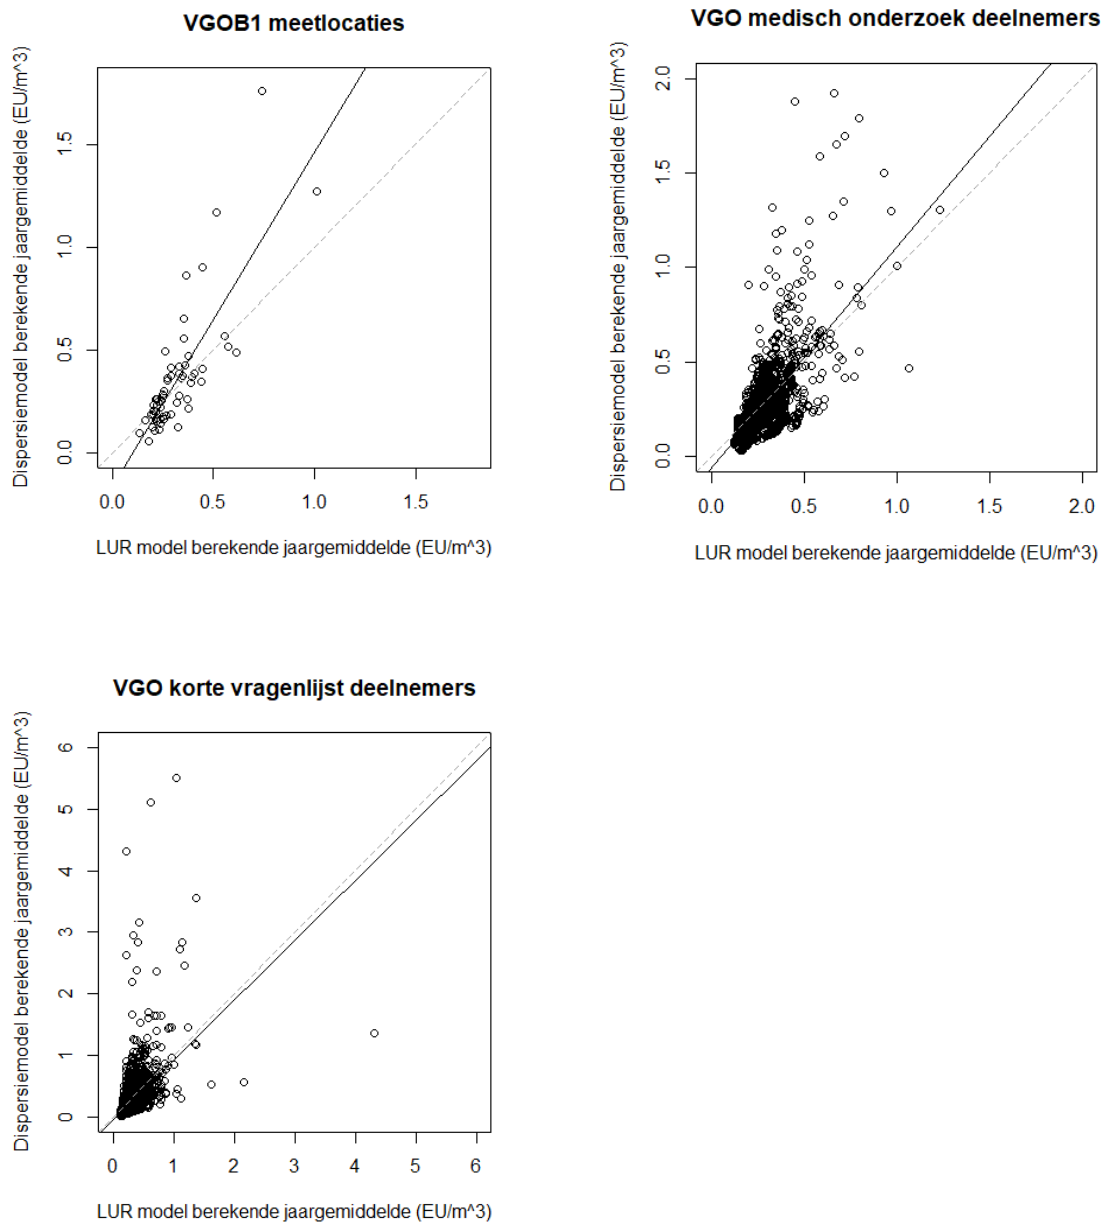 VGOB1 meetlocaties
Dispersiemodel berekende jaargemiddelde (EU/m^3)
0.0 0.5 1.0 1.5
0.0 0.5 1.0 1.5
LUR model berekende jaargemiddelde (EU/m^3)
VGO medisch onderzoek deelnemers
Dispersiemodel berekende jaargemiddelde (EU/m^3)
0.0 0.5 1.0 1.5 2.0
0.0 0.5 1.0 1.5 2.0
LUR model berekende jaargemiddelde (EU/m^3)
VGO korte vragenlijst deelnemers
Dispersiemodel berekende jaargemiddelde (EU/m^3)
0 1 2 3 4 5 6
0 1 2 3 4 5 6
LUR model berekende jaargemiddelde (EU/m^3)